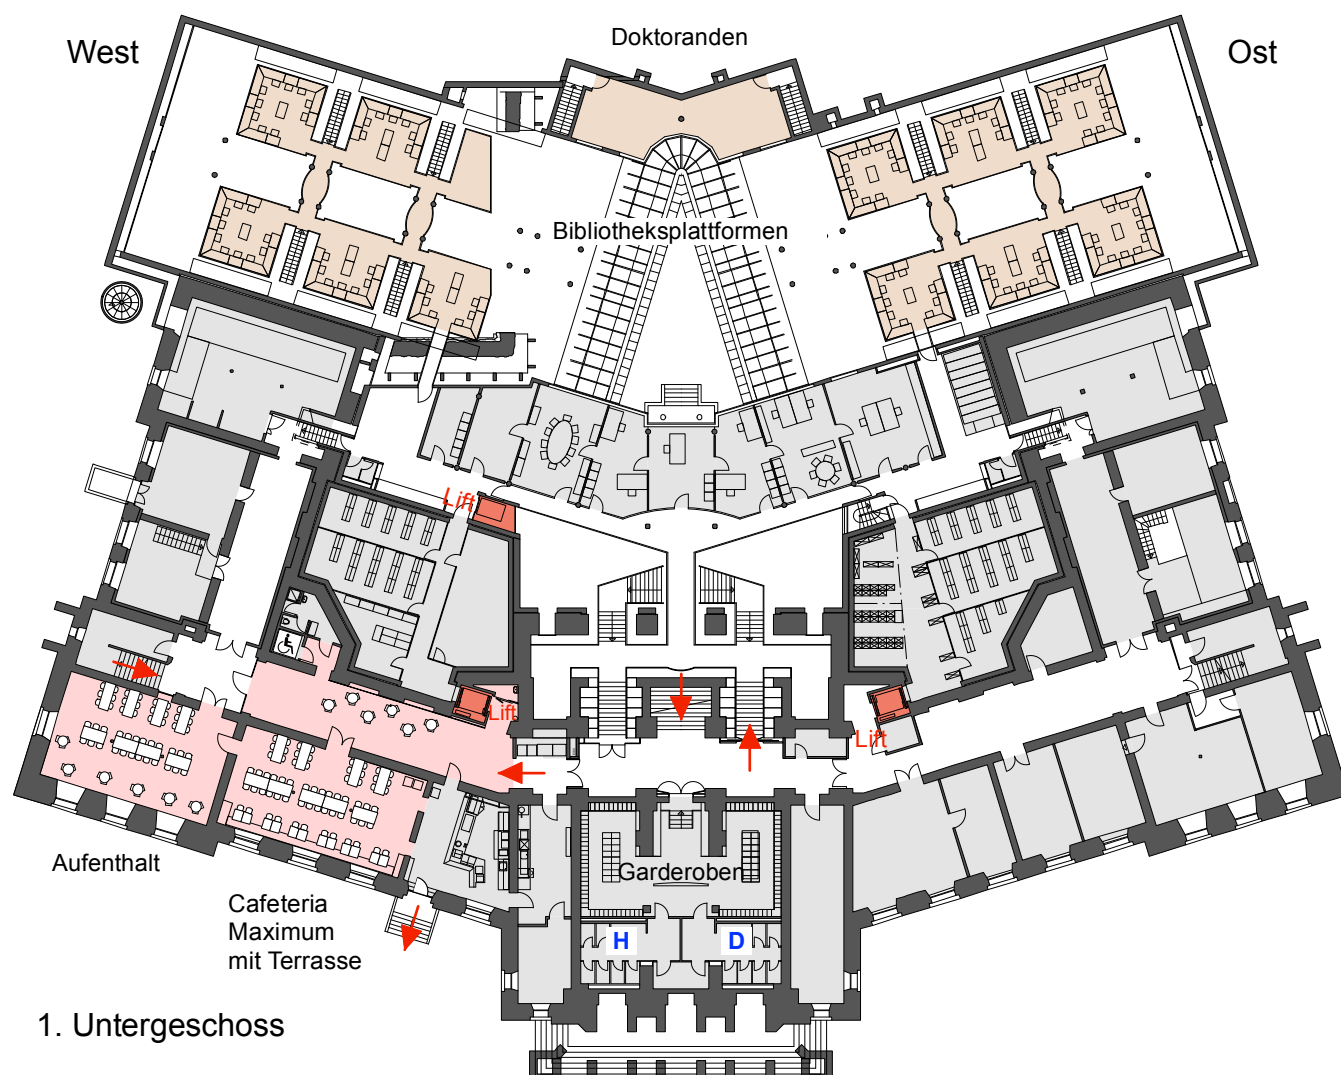 Doktoranden
West
Ost
Bibliotheksplattformen
Lift
Lift
Lift
Aufenthalt
Garderoben
Cafeteria
Maximum
mit Terrasse
H
D
1. Untergeschoss